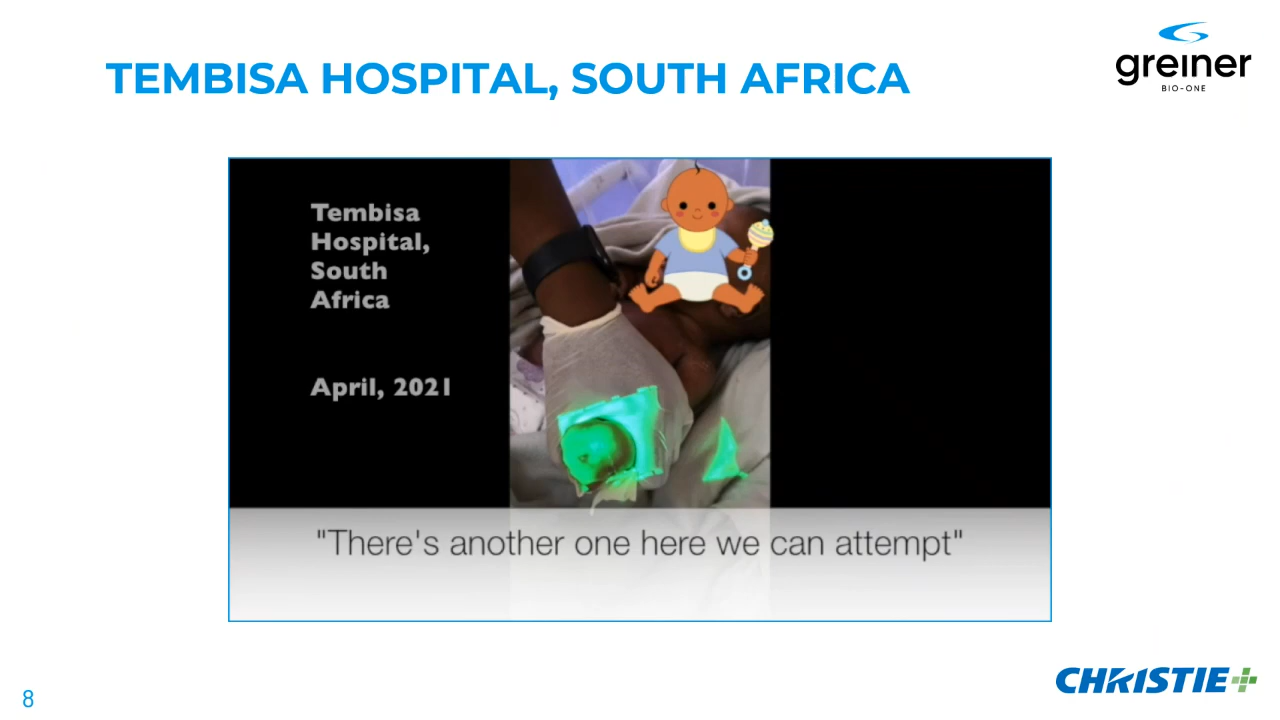 TEMBISA HOSPITAL, SOUTH AFRICA
greiner
BIO-ONE
Tembisa
Hospital,
South
Africa
April, 2021
"There's another one here we can attempt"
CHRISTIE
8